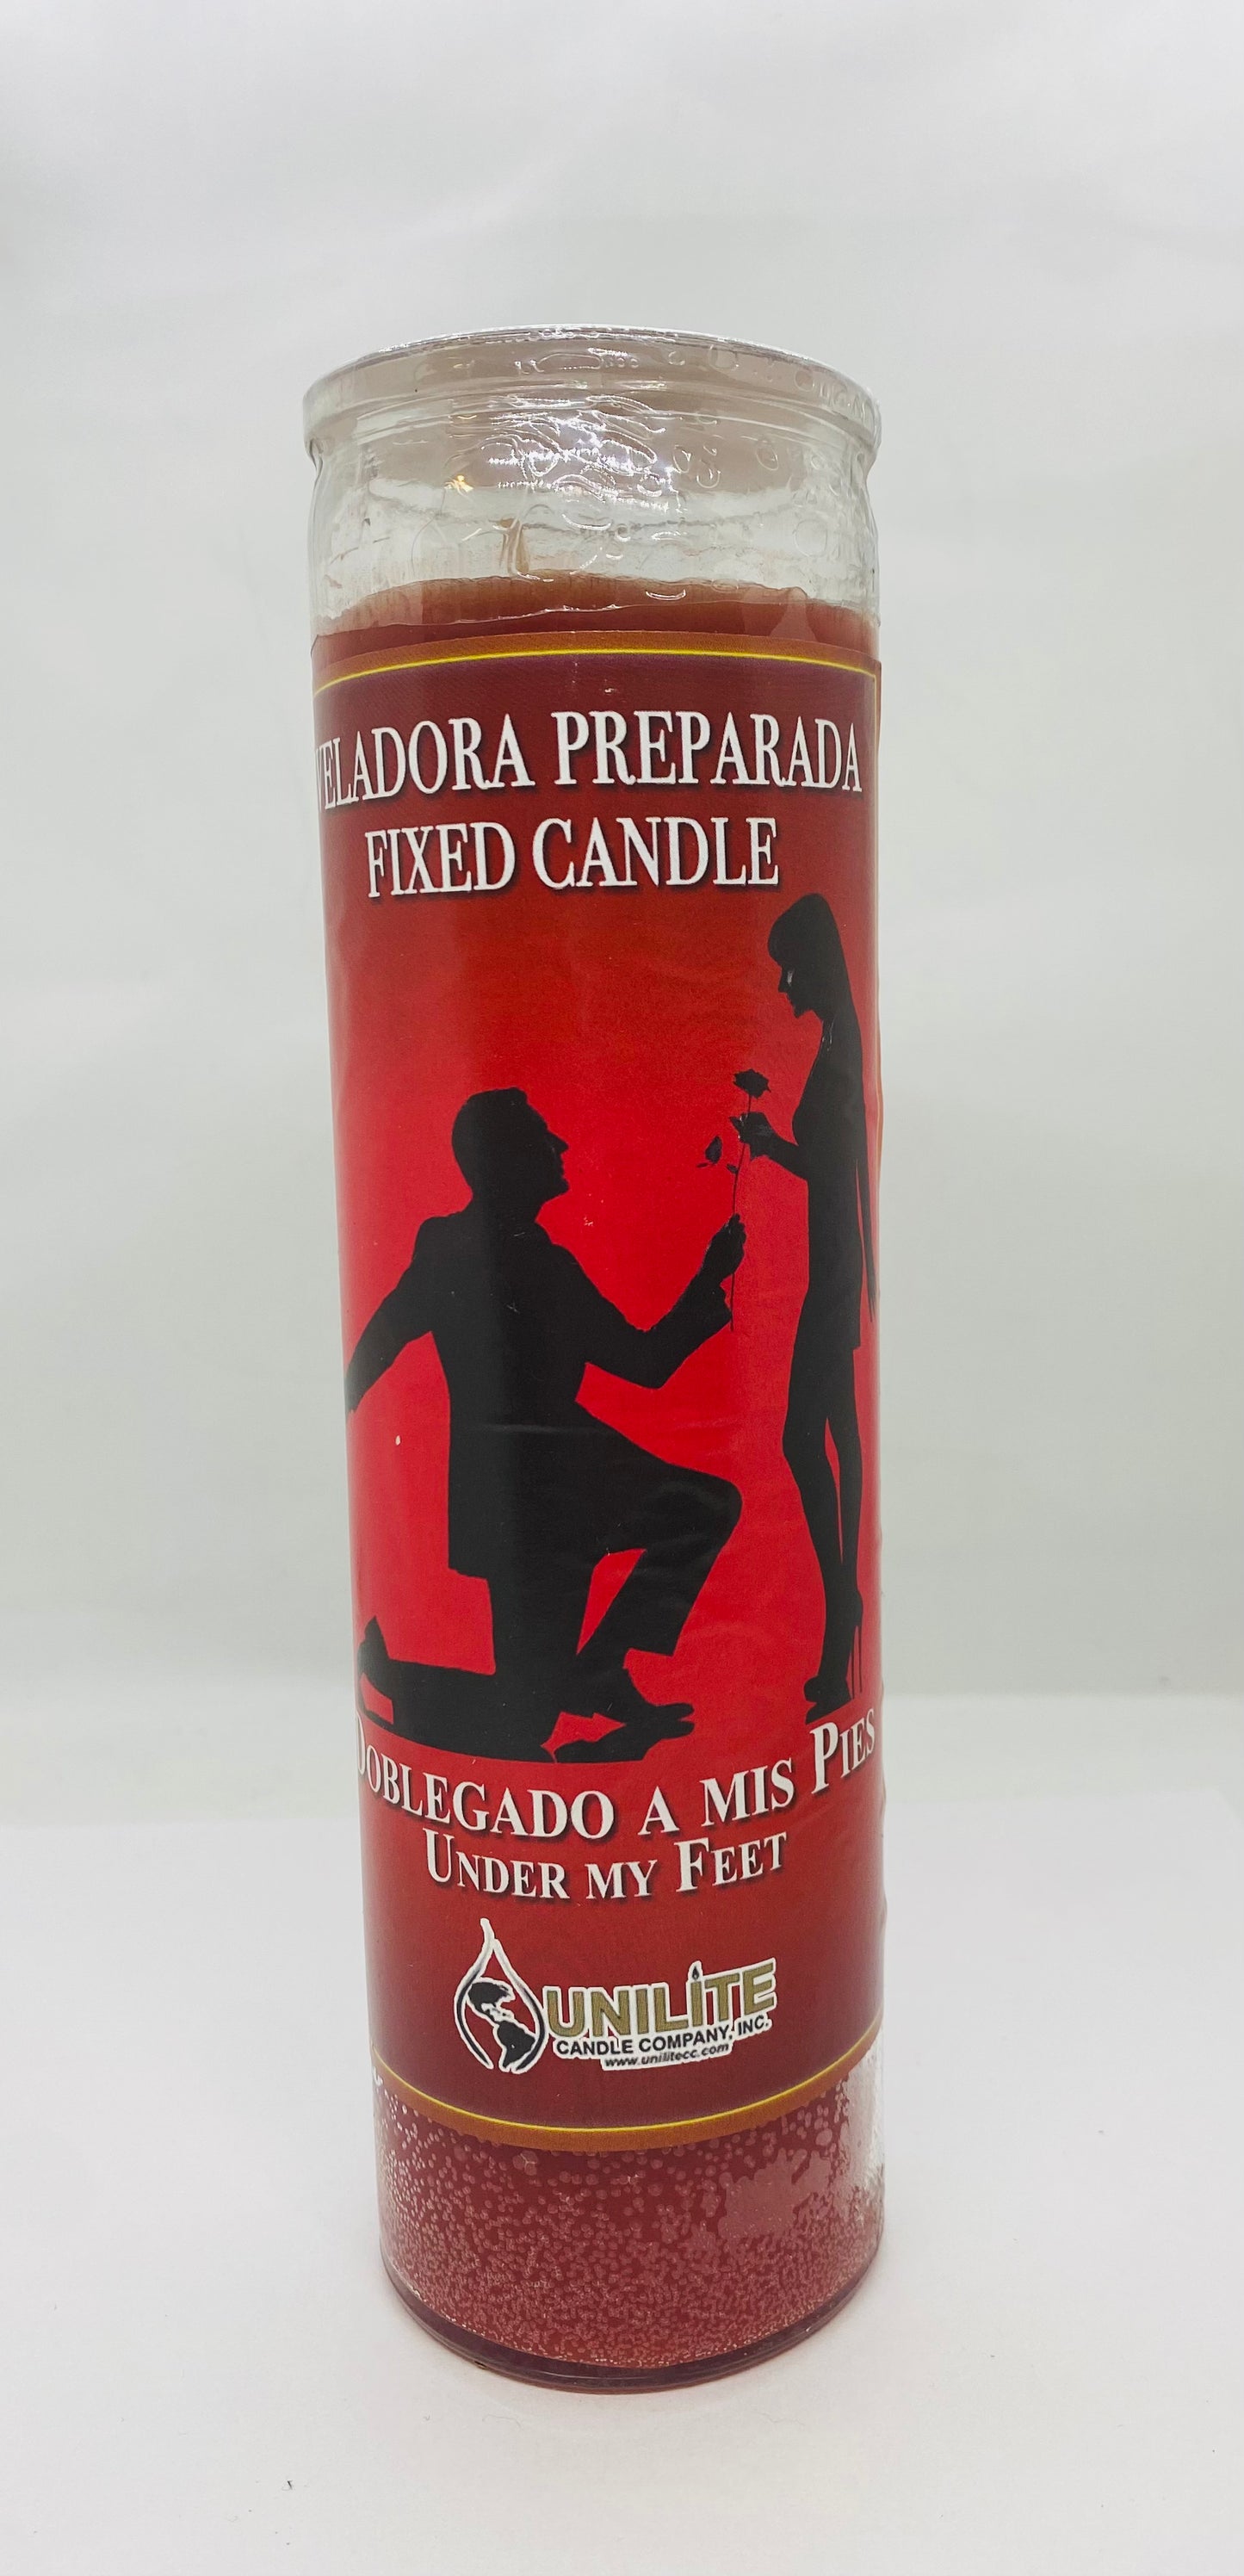 VELADORA PREPARADA
FIXED CANDLE
DOBLEGADO A MIS PIES
UNDER MY FEET
UNILITE
CANDLE COMPANY, INC.
www.unilitecc.com